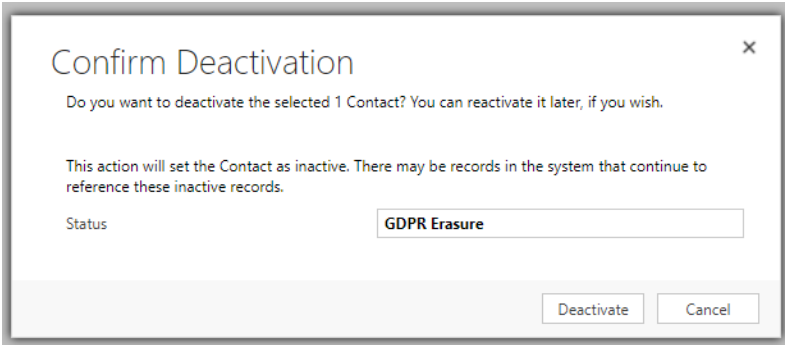 Confirm Deactivation
Do you want to deactivate the selected 1 Contact? You can reactivate it later, if you wish.
This action will set the Contact as inactive. There may be records in the system that continue to
reference these inactive records.
Status GDPR Erasure
Deactivate Cancel